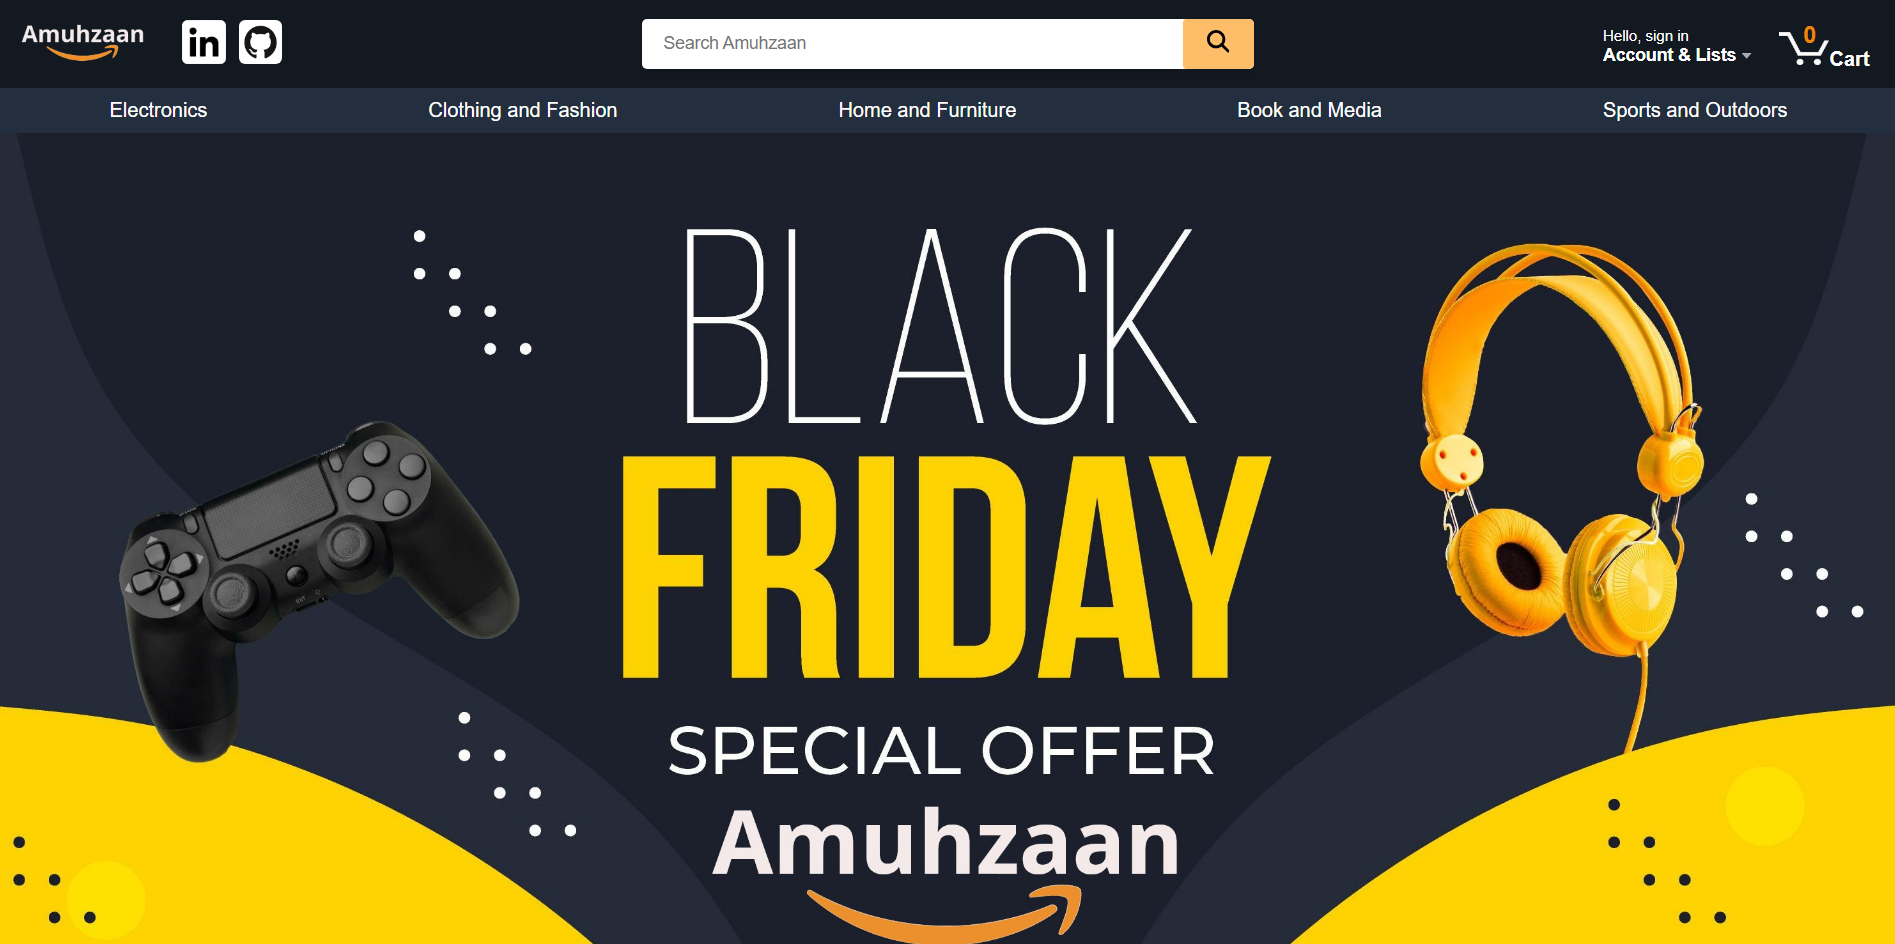 Amuhzaan
in
Search Amuhzaan
Hello, sign in
Account & Lists
0
Cart
Electronics
Clothing and Fashion
Home and Furniture
Book and Media
Sports and Outdoors
BLACK
FRIDAY
SPECIAL OFFER
Amuhzaan